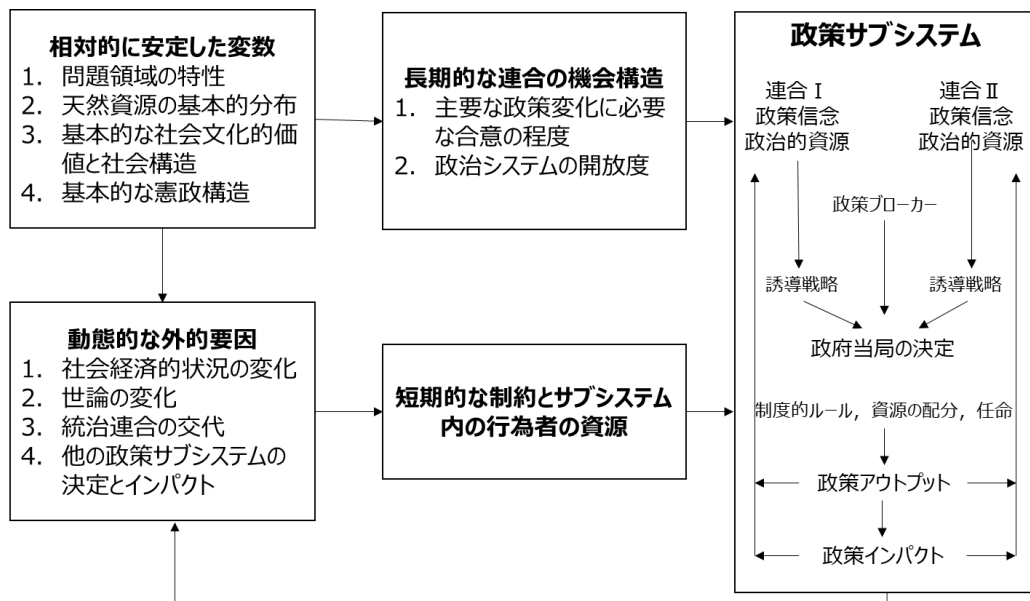 相対的に安定した変数
1. 問題領域の特性
2. 天然資源の基本的分布
3. 基本的な社会文化的価
値と社会構造
4. 基本的な憲政構造
長期的な連合の機会構造
1. 主要な政策変化に必要
な合意の程度
2. 政治システムの開放度
動態的な外的要因
1. 社会経済的状況の変化
2. 世論の変化
3. 統治連合の交代
4. 他の政策サブシステムの
決定とインパクト
短期的な制約とサブシステム
内の行為者の資源
政策サブシステム
連合Ⅰ
政策信念
政治的資源
連合Ⅱ
政策信念
政治的資源
政策ブローカー
誘導戦略
誘導戦略
政府当局の決定
制度的ルール，資源の配分，任命
政策アウトプット
政策インパクト